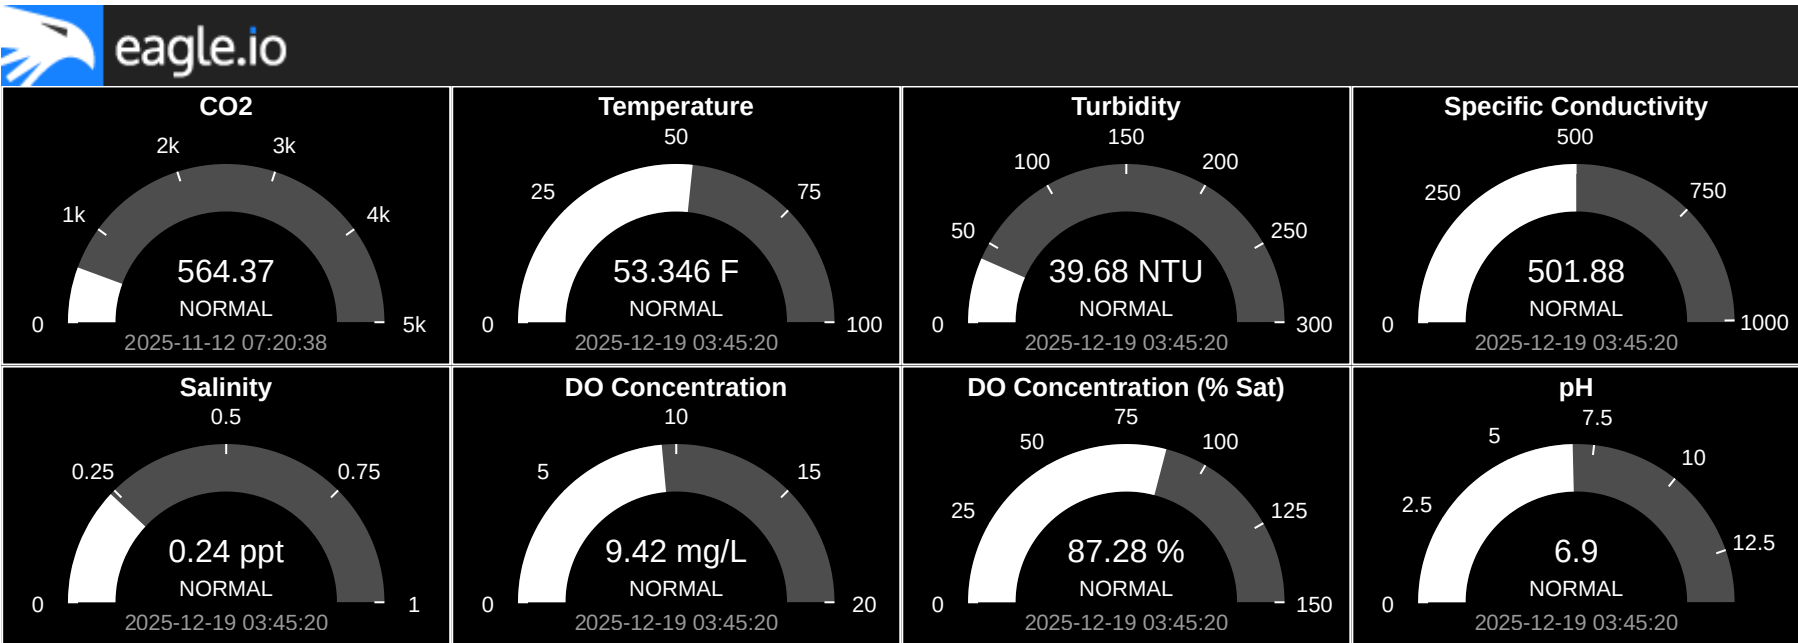 eagle.io
CO2
0
1k
2k
3k
4k
5k
564.37
NORMAL
2025-11-12 07:20:38
Temperature
0
25
50
75
100
53.346 F
NORMAL
2025-12-19 03:45:20
Turbidity
0
50
100
150
200
250
300
39.68 NTU
NORMAL
2025-12-19 03:45:20
Specific Conductivity
0
250
500
750
1000
501.88
NORMAL
2025-12-19 03:45:20
Salinity
0
0.25
0.5
0.75
1
0.24 ppt
NORMAL
2025-12-19 03:45:20
DO Concentration
0
5
10
15
20
9.42 mg/L
NORMAL
2025-12-19 03:45:20
DO Concentration (% Sat)
0
25
50
75
100
125
150
87.28 %
NORMAL
2025-12-19 03:45:20
pH
0
2.5
5
7.5
10
12.5
6.9
NORMAL
2025-12-19 03:45:20